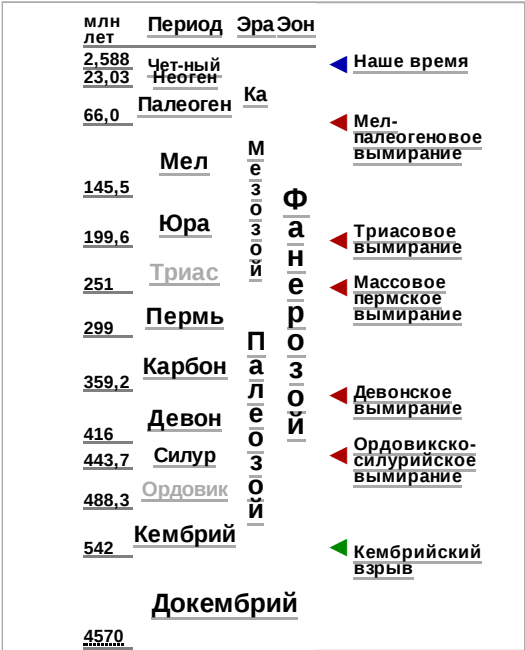 млн лет
Период
Эра
Эон
2,588
Чет-ный
Наше время
23,03
Неоген
Ка
66,0
Палеоген
Мел-
палеогеновое
вымирание
Мел
Мезозой
145,5
Фанерозой
Юра
199,6
Триасовое
вымирание
Триас
251
Массовое
пермское
вымирание
Пермь
299
Палеозой
Карбон
359,2
Девонское
вымирание
Девон
416
Ордовикско-
силурийское
вымирание
Силур
443,7
Ордовик
488,3
Кембрий
542
Кембрийский
взрыв
Докембрий
4570